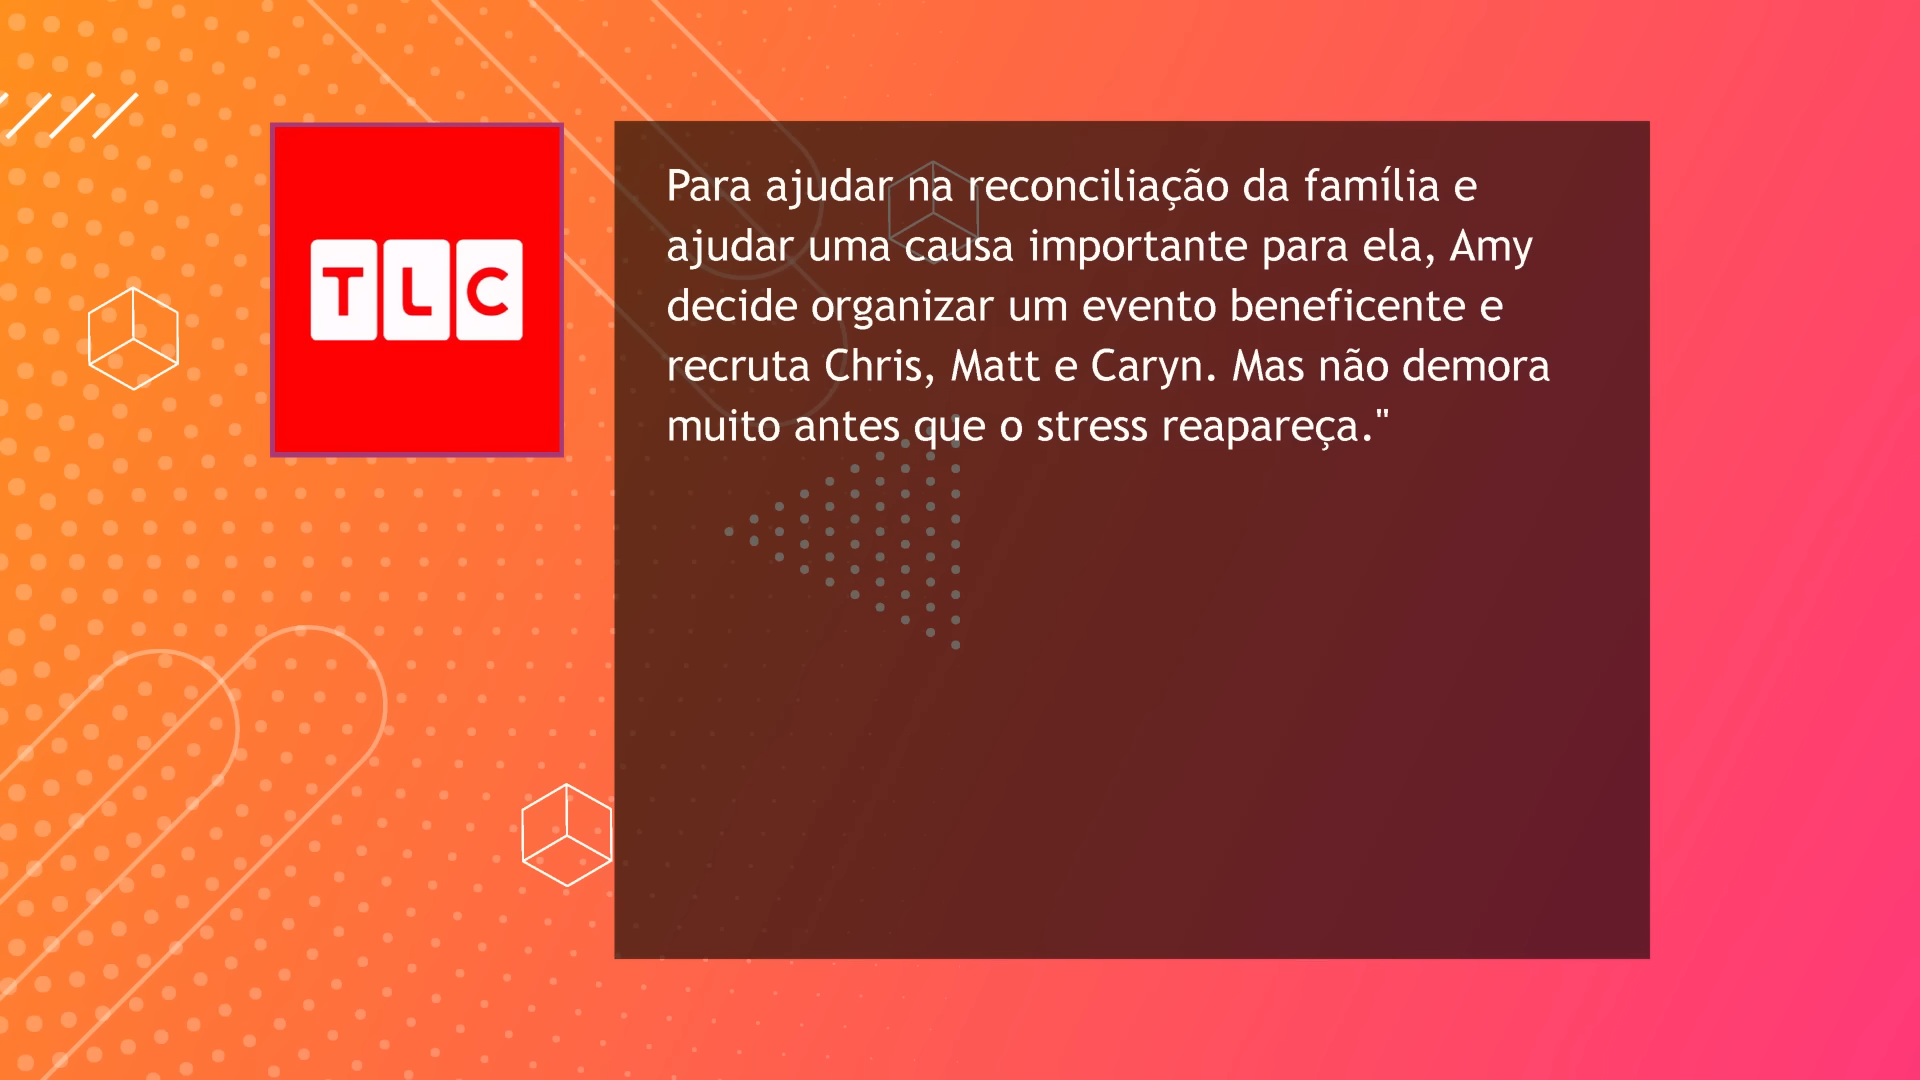 TLC
Para ajudar na reconciliação da família e
ajudar uma causa importante para ela, Amy
decide organizar um evento beneficente e
recruta Chris, Matt e Caryn. Mas não demora
muito antes que o stress reapareça."